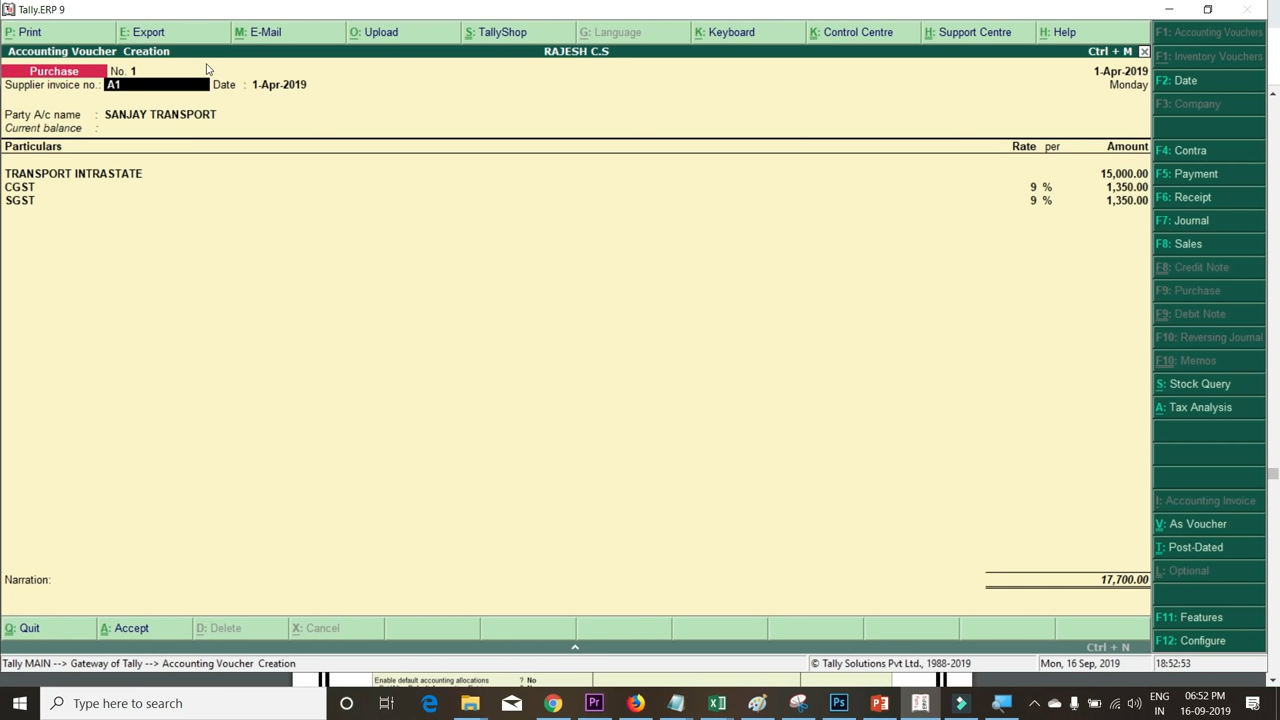 Tally.ERP 9
P: Print E: Export M: E-Mail O: Upload S: TallyShop G: Language K: Keyboard K: Control Centre H: Support Centre H: Help
Accounting Voucher Creation RAJESH C.S Ctrl + M
Purchase No. 1 1-Apr-2019
Supplier invoice no.: A1 Date : 1-Apr-2019 Monday
Party A/c name : SANJAY TRANSPORT
Current balance :
Particulars Rate per Amount
TRANSPORT INTRASTATE 15,000.00
CGST 9 % 1,350.00
SGST 9 % 1,350.00
Narration: 17,700.00
F1: Accounting Vouchers
F1: Inventory Vouchers
F2: Date
F3: Company
F4: Contra
F5: Payment
F6: Receipt
F7: Journal
F8: Sales
F8: Credit Note
F9: Purchase
F9: Debit Note
F10: Reversing Journal
F10: Memos
S: Stock Query
A: Tax Analysis
I: Accounting Invoice
V: As Voucher
T: Post-Dated
L: Optional
F11: Features
F12: Configure
Q: Quit A: Accept D: Delete X: Cancel
Ctrl + N
Tally MAIN --> Gateway of Tally --> Accounting Voucher Creation © Tally Solutions Pvt Ltd., 1988-2019 Mon, 16 Sep, 2019 18:52:53
Enable default accounting allocations ? No
Type here to search
ENG
IN
06:52 PM
16-09-2019